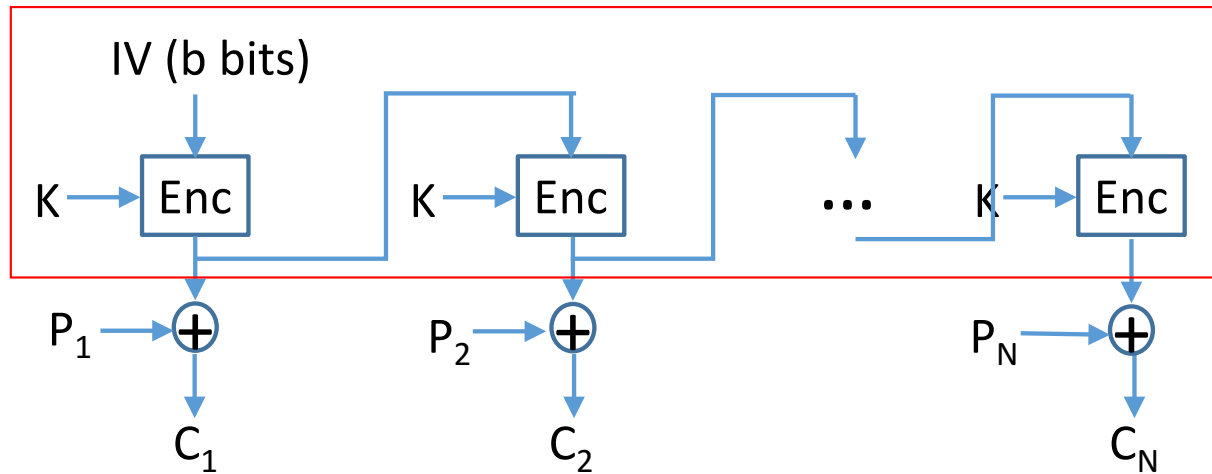 IV (b bits)
K Enc K Enc ... K Enc
P1 + P2 + PN +
C1 C2 CN